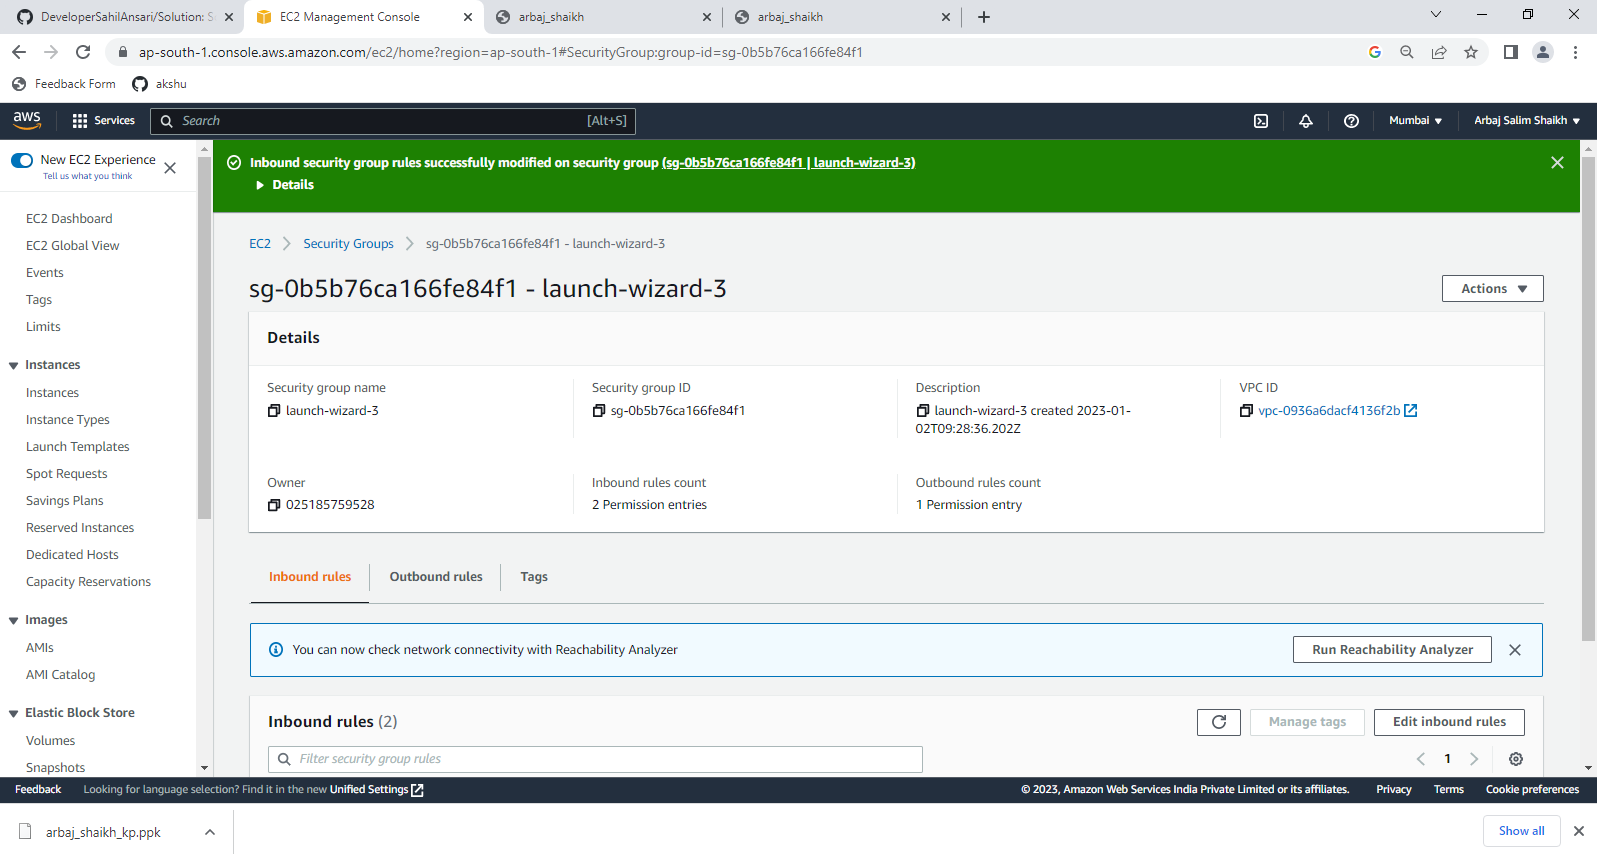 DeveloperSahilAnsari/Solution: S
EC2 Management Console
arbaj_shaikh
arbaj_shaikh
ap-south-1.console.aws.amazon.com/ec2/home?region=ap-south-1#SecurityGroup:group-id=sg-0b5b76ca166fe84f1
Feedback Form
akshu
aws
Services
Search
[Alt+S]
Mumbai
Arbaj Salim Shaikh
New EC2 Experience
Tell us what you think
EC2 Dashboard
EC2 Global View
Events
Tags
Limits
Instances
Instances
Instance Types
Launch Templates
Spot Requests
Savings Plans
Reserved Instances
Dedicated Hosts
Capacity Reservations
Images
AMIs
AMI Catalog
Elastic Block Store
Volumes
Snapshots
Inbound security group rules successfully modified on security group (sg-0b5b76ca166fe84f1 | launch-wizard-3)
Details
EC2
Security Groups
sg-0b5b76ca166fe84f1 - launch-wizard-3
sg-0b5b76ca166fe84f1 - launch-wizard-3
Actions
Details
Security group name
launch-wizard-3
Security group ID
sg-0b5b76ca166fe84f1
Description
launch-wizard-3 created 2023-01-
02T09:28:36.202Z
VPC ID
vpc-0936a6dacf4136f2b
Owner
025185759528
Inbound rules count
2 Permission entries
Outbound rules count
1 Permission entry
Inbound rules
Outbound rules
Tags
You can now check network connectivity with Reachability Analyzer
Run Reachability Analyzer
Inbound rules (2)
Manage tags
Edit inbound rules
Filter security group rules
1
Feedback
Looking for language selection? Find it in the new Unified Settings
© 2023, Amazon Web Services India Private Limited or its affiliates.
Privacy
Terms
Cookie preferences
arbaj_shaikh_kp.ppk
Show all